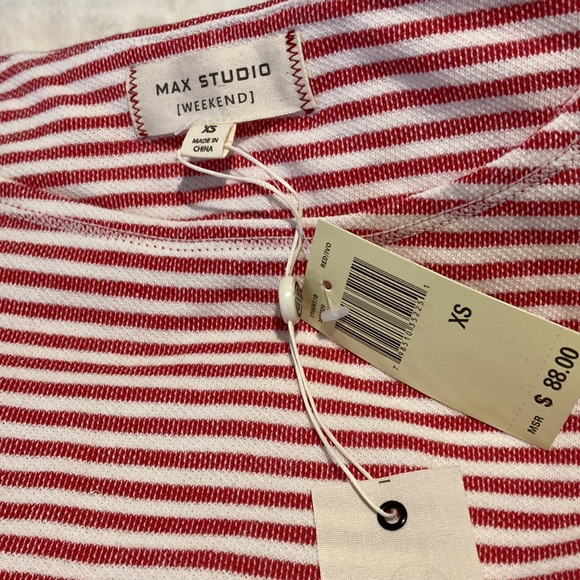 MAX STUDIO
[WEEKEND]
XS
MADE IN
CHINA
RED/IVO
XS
MSR $ 88.00